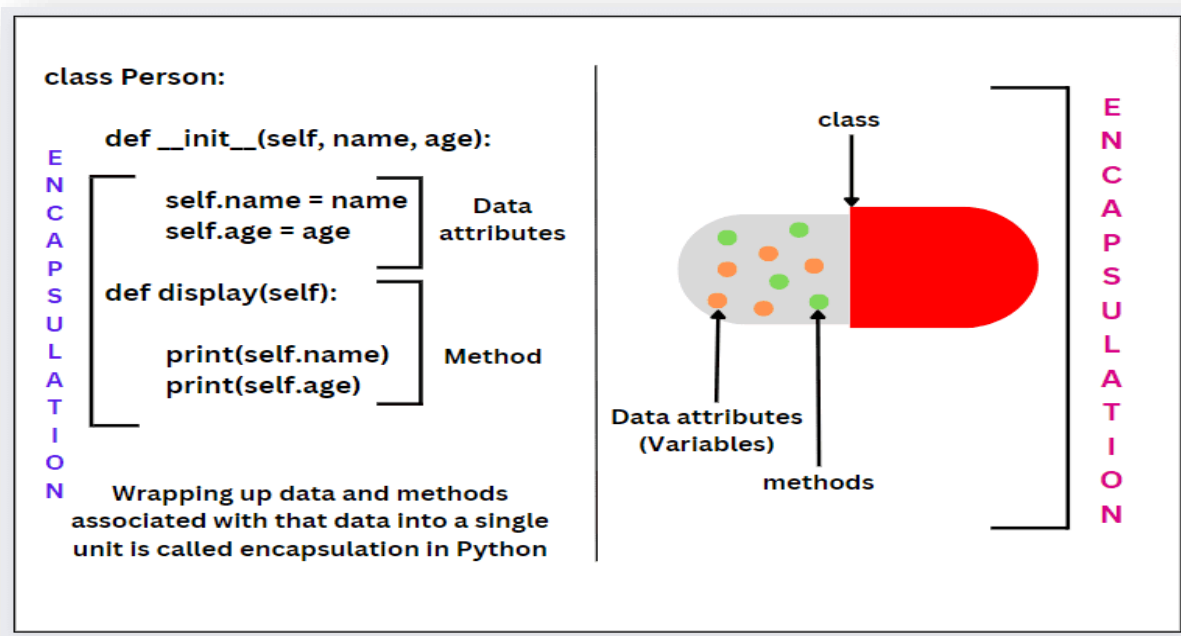 class Person:
def __init__(self, name, age):
self.name = name
self.age = age
Data
attributes
def display(self):
print(self.name)
print(self.age)
Method
ENCAPSULATION
Wrapping up data and methods
associated with that data into a single
unit is called encapsulation in Python
class
Data attributes
(Variables)
methods
ENCAPSULATION